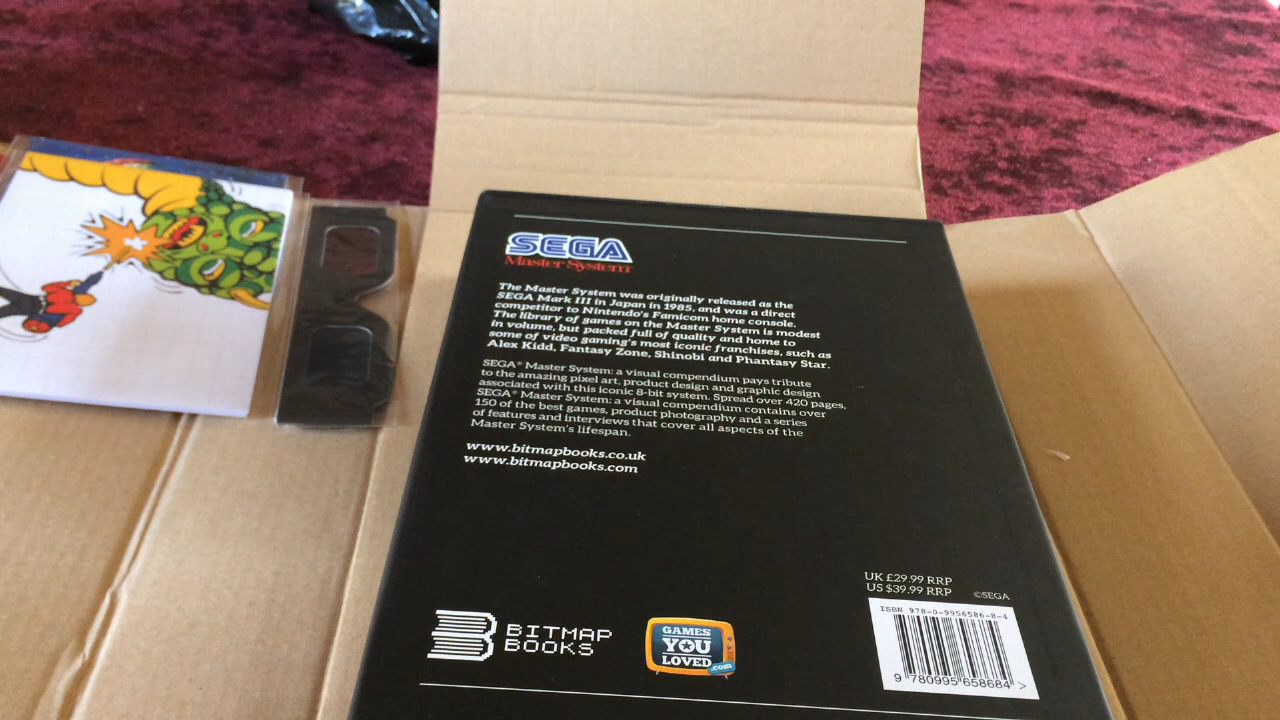 SEGA
Master System
The Master System was originally released as the
SEGA Mark III in Japan in 1985, and was a direct
competitor to Nintendo's Famicom home console.
The library of games on the Master System is modest
in volume, but packed full of quality and home to
some of video gaming's most iconic franchises, such as
Alex Kidd, Fantasy Zone, Shinobi and Phantasy Star.
SEGA® Master System: a visual compendium pays tribute
to the amazing pixel art, product design and graphic design
associated with this iconic 8-bit system. Spread over 420 pages,
SEGA® Master System: a visual compendium contains over
150 of the best games, product photography and a series
of features and interviews that cover all aspects of the
Master System's lifespan.
www.bitmapbooks.co.uk
www.bitmapbooks.com
UK £29.99 RRP
US $39.99 RRP ©SEGA
ISBN 978-0-9956586-8-4
9 780995 658684 >
BITMAP
BOOKS
GAMES
YOU
LOVED
.com